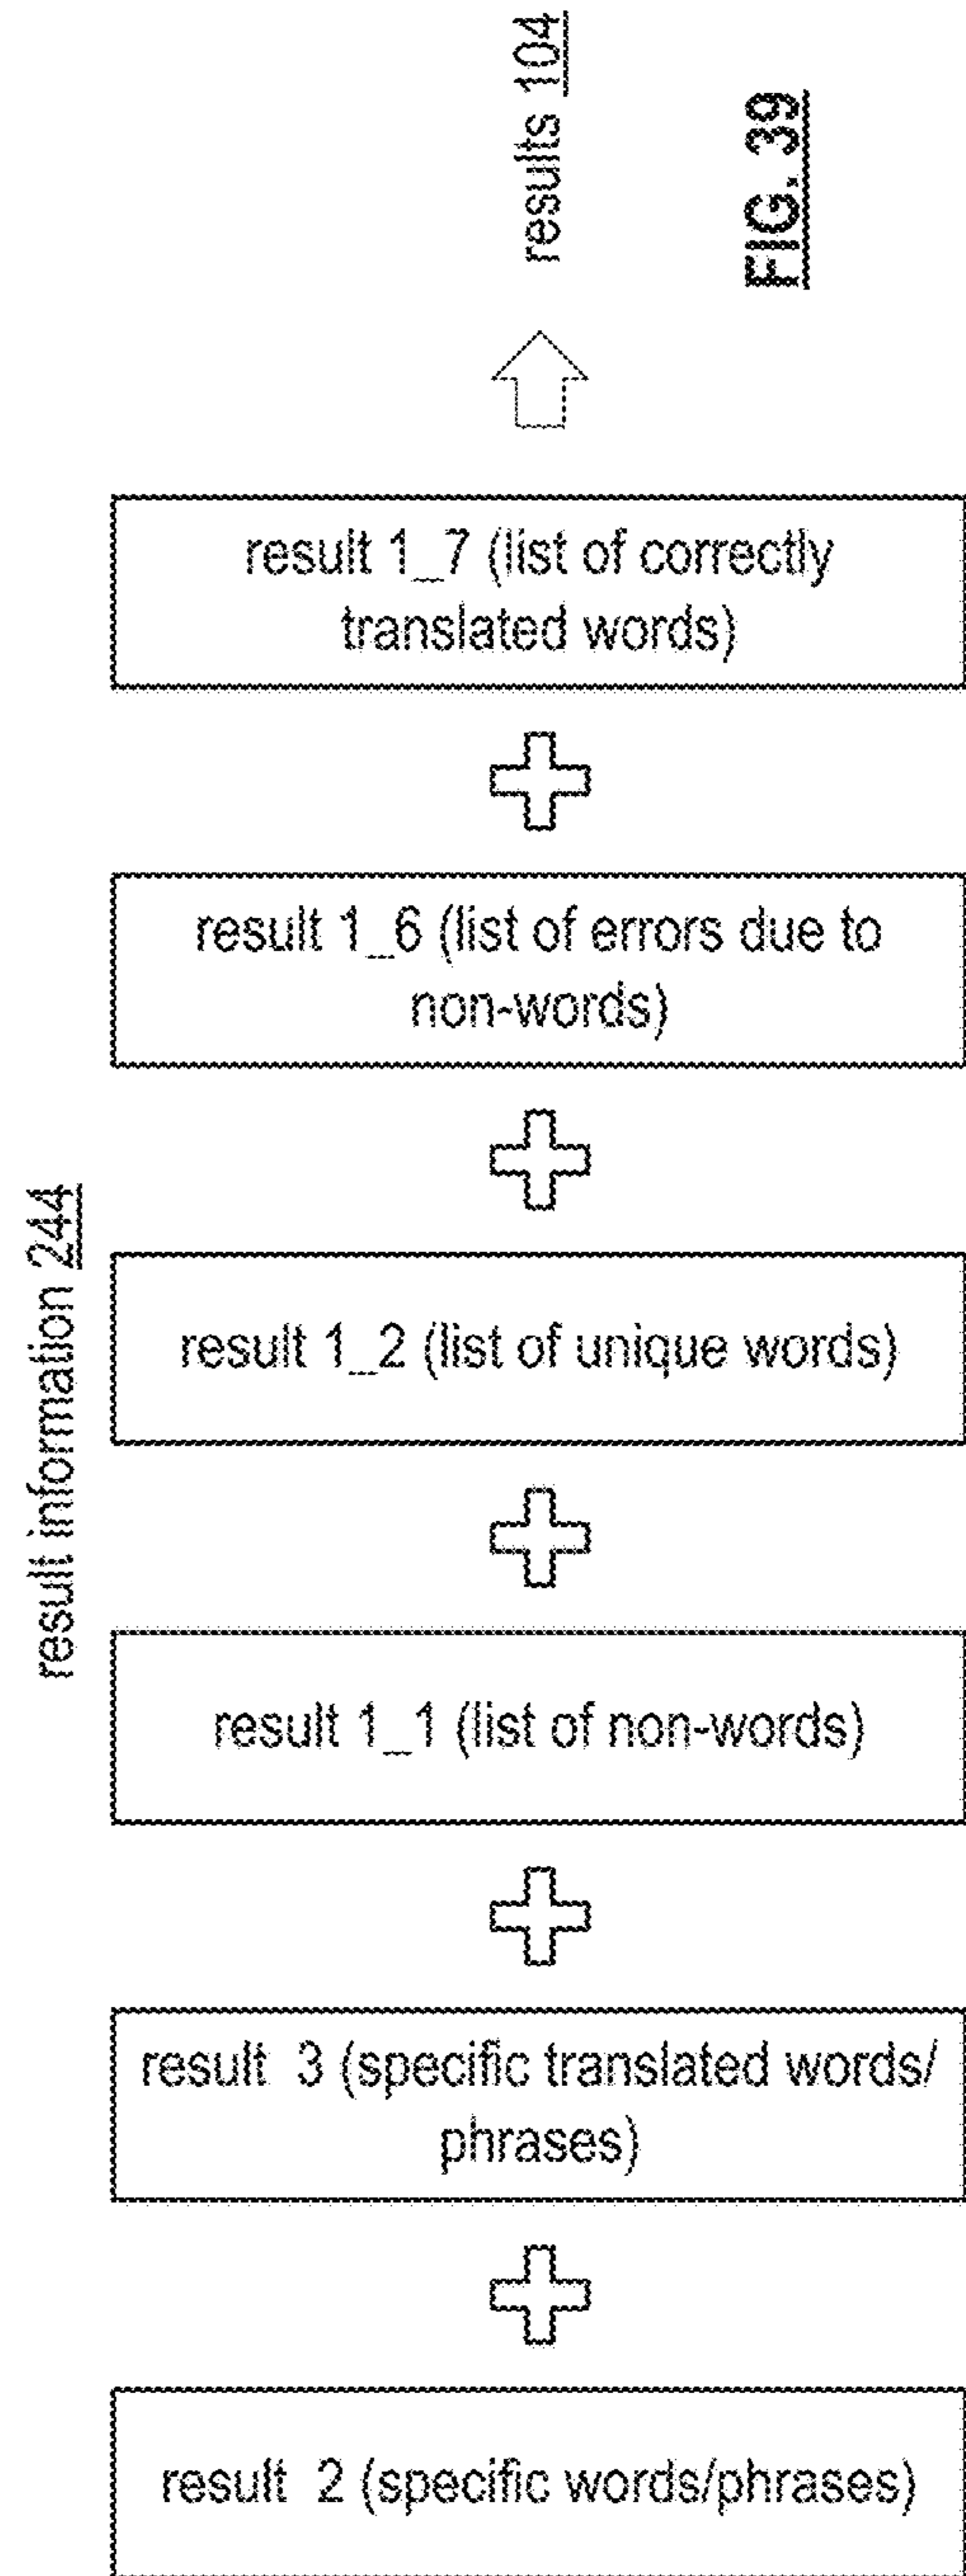 results 104
FIG. 39
result 1_7 (list of correctly
translated words)
result 1_6 (list of errors due to
non-words)
result information 244
result 1_2 (list of unique words)
result 1_1 (list of non-words)
result 3 (specific translated words/
phrases)
result 2 (specific words/phrases)